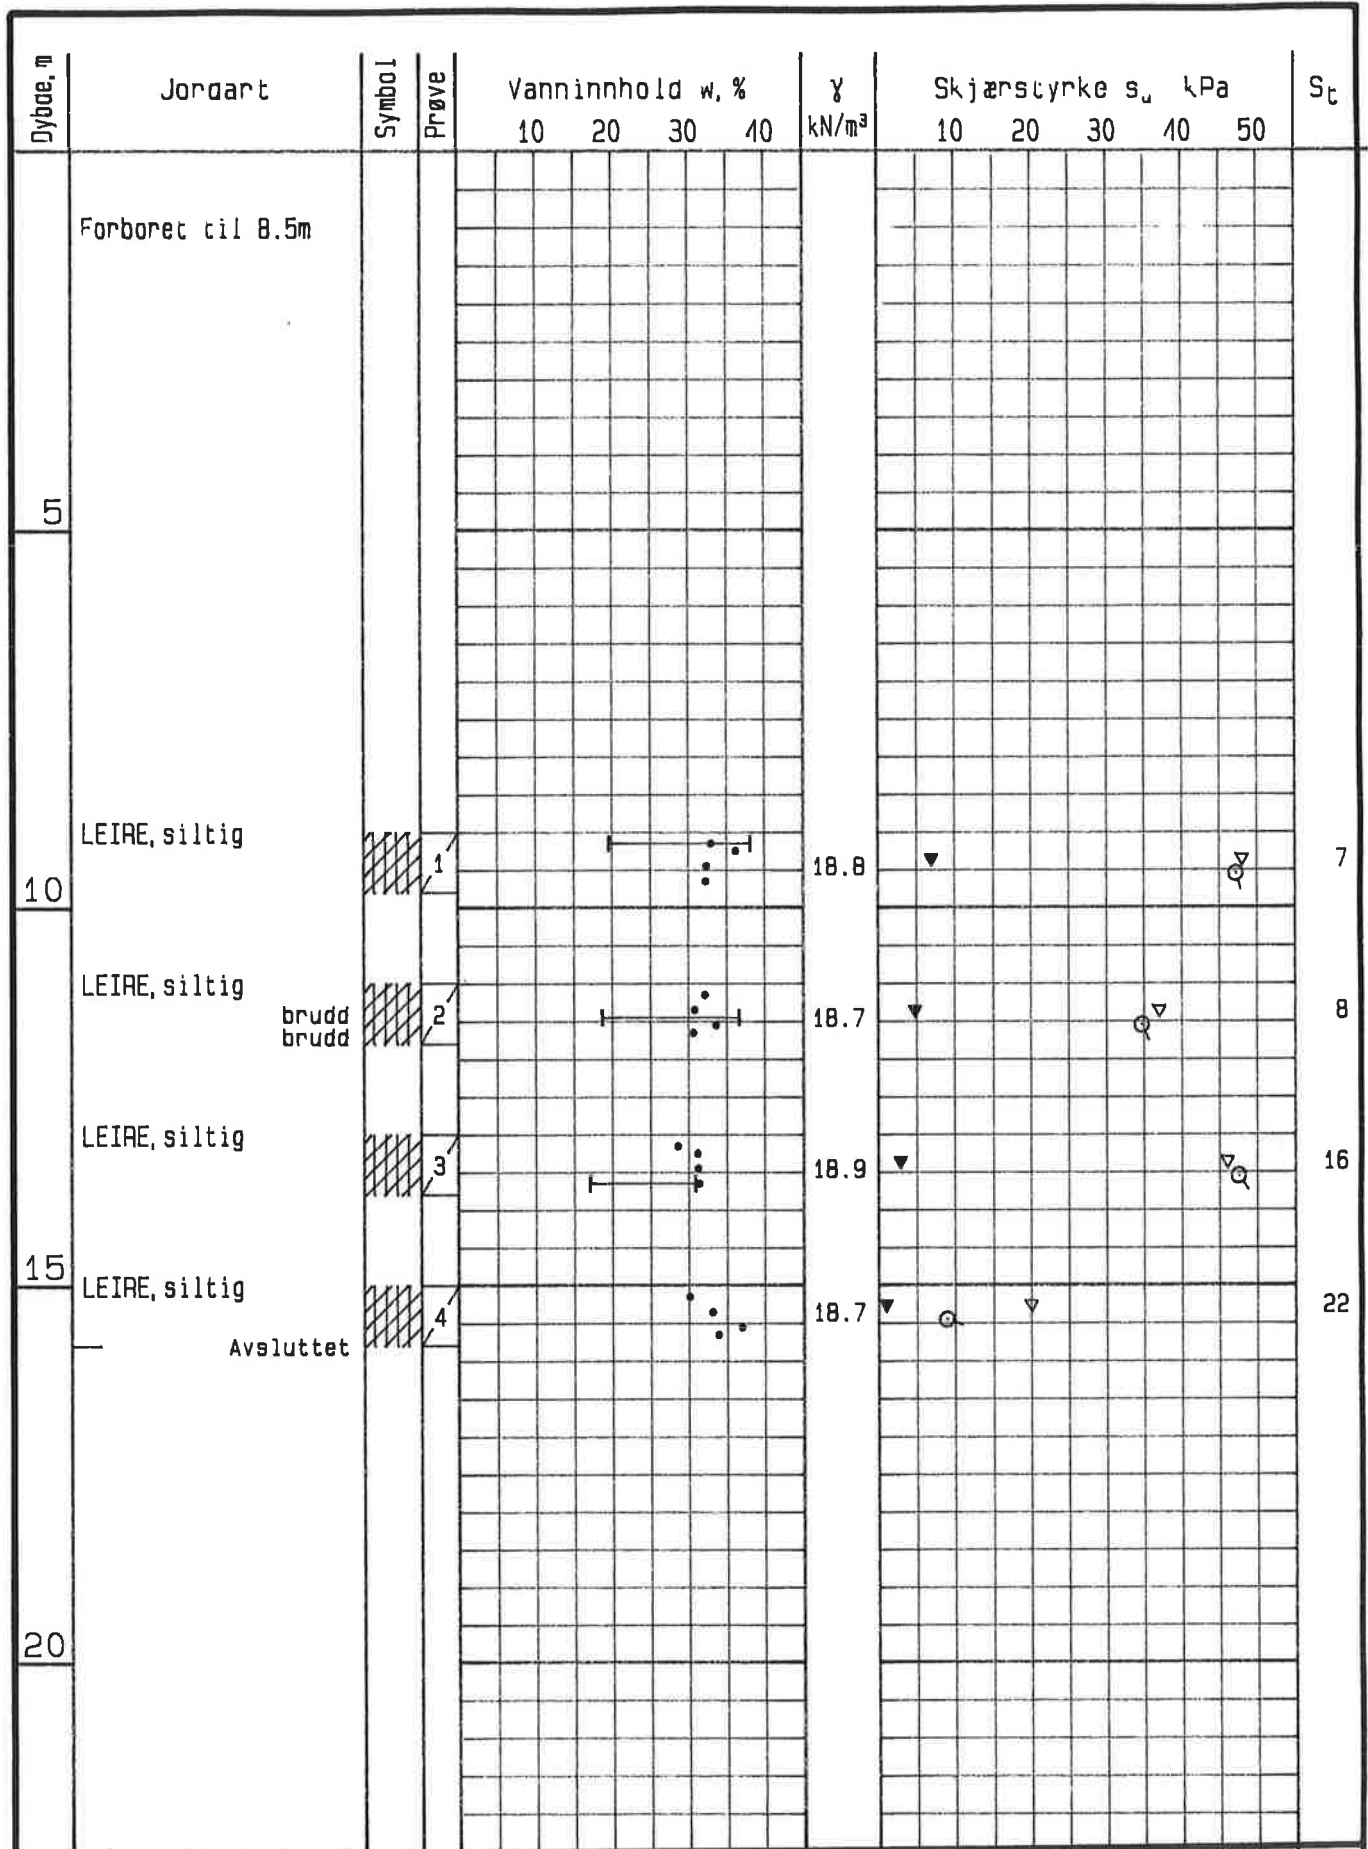 Dybde, m Jordart Symbol Prøve Vanninnhold w, % γ Skjærstyrke su kPa St
10 20 30 40 kN/m³ 10 20 30 40 50
Forboret til 8.5m
5
LEIRE, siltig
1 18.8 7
10
LEIRE, siltig
brudd 2 18.7 8
brudd
LEIRE, siltig
3 18.9 16
15
LEIRE, siltig
4 18.7 22
Avsluttet
20